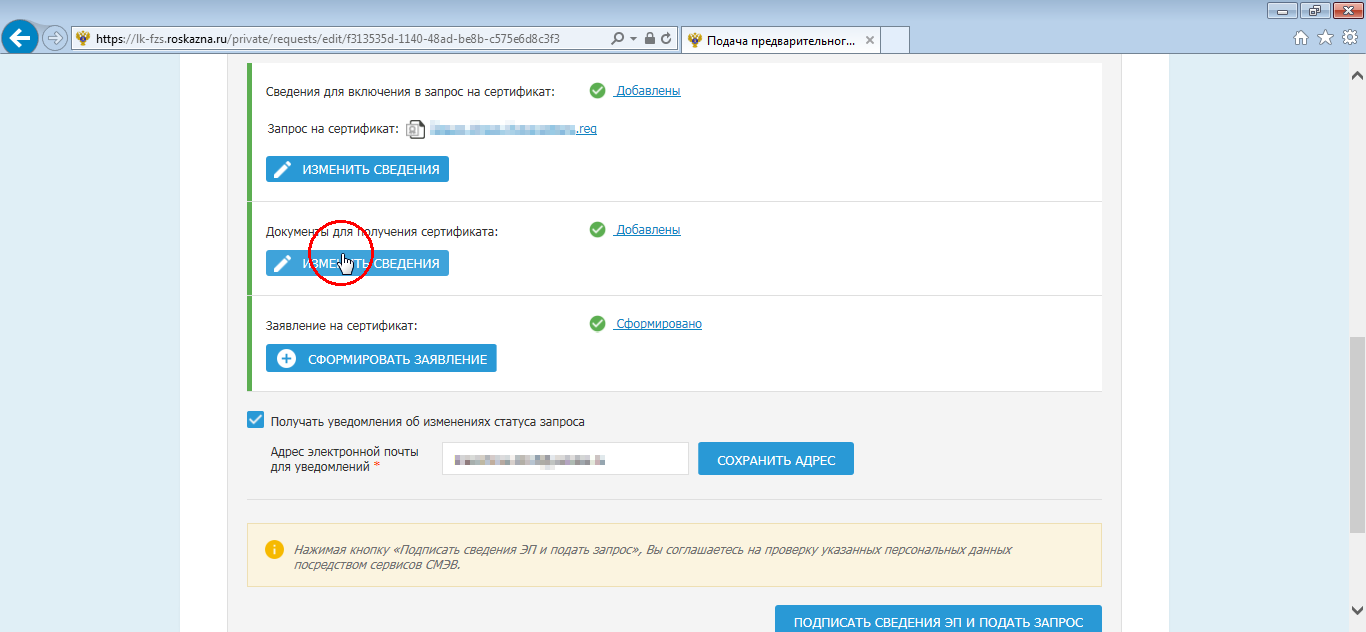 https://lk-fzs.roskazna.ru/private/requests/edit/f313535d-1140-48ad-be8b-c575e6d8c3f3
Подача предварительног...
Сведения для включения в запрос на сертификат:
Добавлены
Запрос на сертификат:
.req
ИЗМЕНИТЬ СВЕДЕНИЯ
Документы для получения сертификата:
Добавлены
ИЗМЕНИТЬ СВЕДЕНИЯ
Заявление на сертификат:
Сформировано
СФОРМИРОВАТЬ ЗАЯВЛЕНИЕ
Получать уведомления об изменениях статуса запроса
Адрес электронной почты
для уведомлений *
СОХРАНИТЬ АДРЕС
Нажимая кнопку «Подписать сведения ЭП и подать запрос», Вы соглашаетесь на проверку указанных персональных данных
посредством сервисов СМЭВ.
ПОДПИСАТЬ СВЕДЕНИЯ ЭП И ПОДАТЬ ЗАПРОС